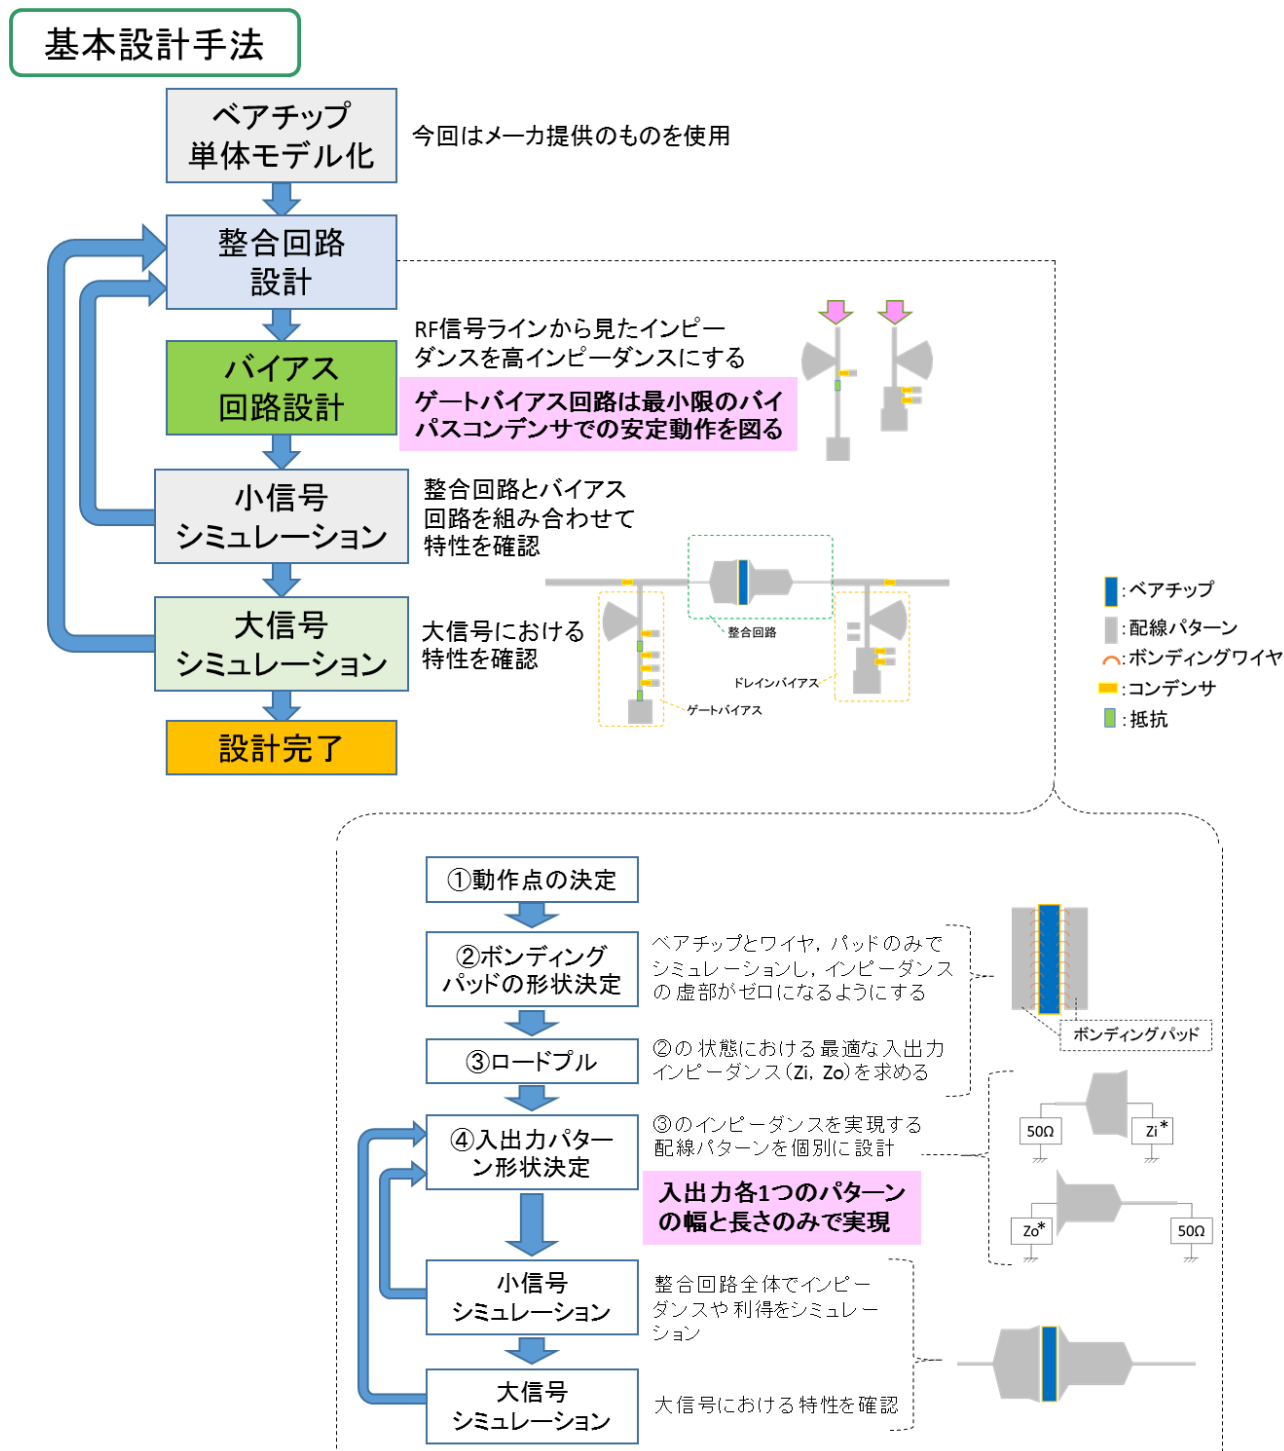 基本設計手法
ベアチップ
単体モデル化
今回はメーカ提供のものを使用
整合回路
設計
RF信号ラインから見たインピー
ダンスを高インピーダンスにする
バイアス
回路設計
ゲートバイアス回路は最小限のバイ
パスコンデンサでの安定動作を図る
小信号
シミュレーション
整合回路とバイアス
回路を組み合わせて
特性を確認
大信号
シミュレーション
大信号における
特性を確認
整合回路
ドレインバイアス
ゲートバイアス
設計完了
：ベアチップ
：配線パターン
：ボンディングワイヤ
：コンデンサ
：抵抗
①動作点の決定
②ボンディング
パッドの形状決定
ベアチップとワイヤ，パッドのみで
シミュレーションし，インピーダンス
の虚部がゼロになるようにする
ボンディングパッド
③ロードプル
②の状態における最適な入出力
インピーダンス（Zi，Zo）を求める
④入出力パター
ン形状決定
③のインピーダンスを実現する
配線パターンを個別に設計
50Ω
Zi*
入出力各1つのパターン
の幅と長さのみで実現
Zo*
50Ω
小信号
シミュレーション
整合回路全体でインピー
ダンスや利得をシミュレー
ション
大信号
シミュレーション
大信号における特性を確認